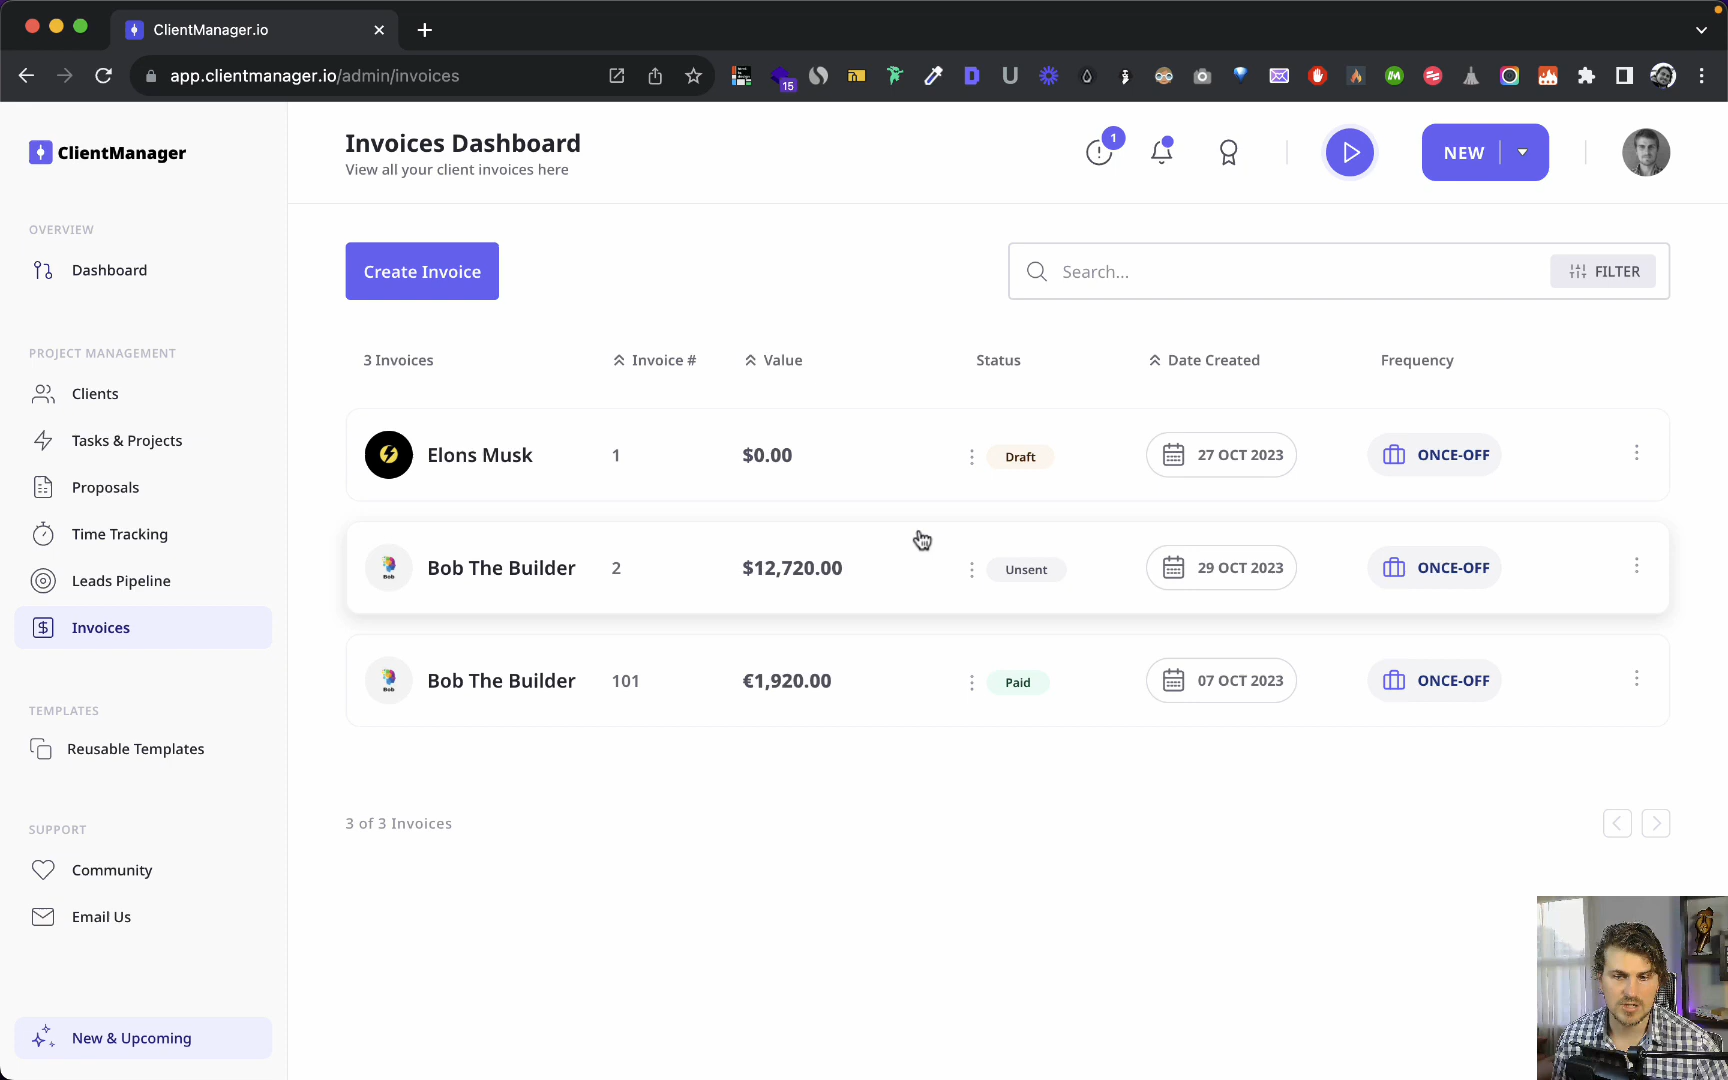 ClientManager.io
app.clientmanager.io/admin/invoices
15
ClientManager
Invoices Dashboard
View all your client invoices here
1
NEW
OVERVIEW
Dashboard
PROJECT MANAGEMENT
Clients
Tasks & Projects
Proposals
Time Tracking
Leads Pipeline
Invoices
TEMPLATES
Reusable Templates
SUPPORT
Community
Email Us
New & Upcoming
Create Invoice
Search...
FILTER
3 Invoices Invoice # Value Status Date Created Frequency
Elons Musk 1 $0.00 Draft 27 OCT 2023 ONCE-OFF
Bob
Bob The Builder 2 $12,720.00 Unsent 29 OCT 2023 ONCE-OFF
Bob
Bob The Builder 101 €1,920.00 Paid 07 OCT 2023 ONCE-OFF
3 of 3 Invoices